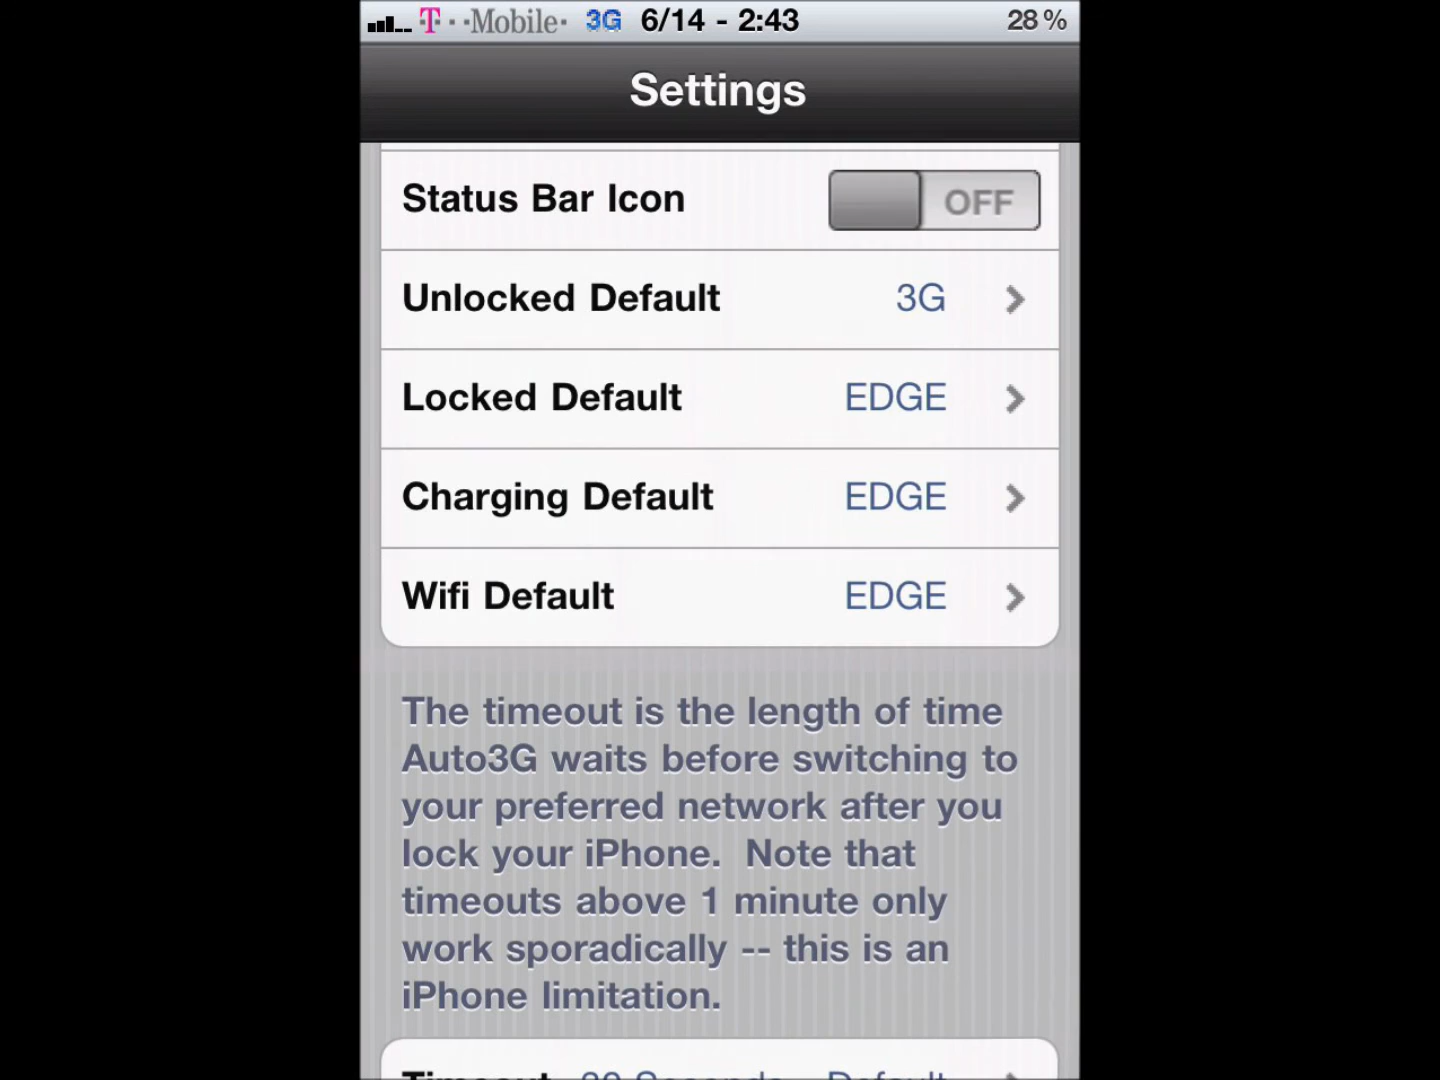 T··Mobile· 3G 6/14 - 2:43 28%
Settings
Status Bar Icon OFF
Unlocked Default 3G
Locked Default EDGE
Charging Default EDGE
Wifi Default EDGE
The timeout is the length of time
Auto3G waits before switching to
your preferred network after you
lock your iPhone.  Note that
timeouts above 1 minute only
work sporadically -- this is an
iPhone limitation.
Timeout Seconds Default